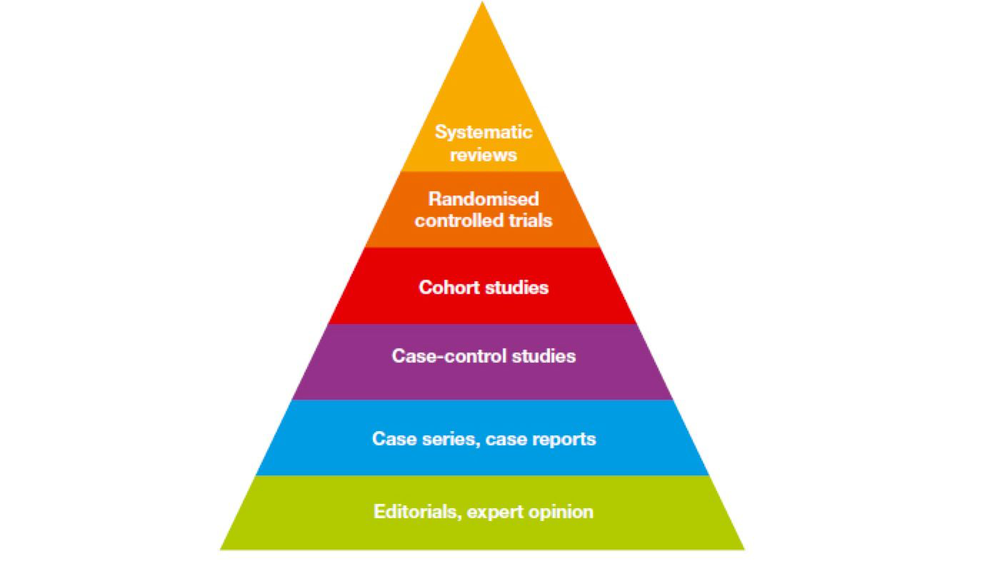 Systematic
reviews
Randomised
controlled trials
Cohort studies
Case-control studies
Case series, case reports
Editorials, expert opinion